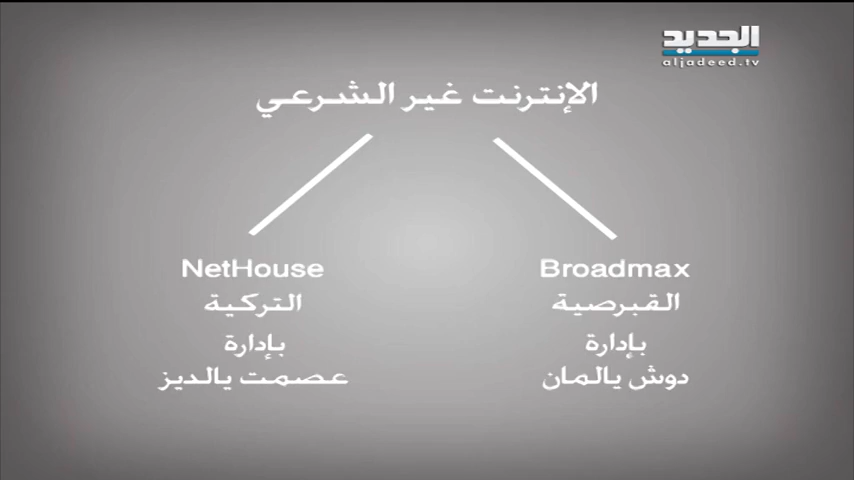 الجديد
aljadeed.tv
الإنترنت غير الشرعي
Broadmax
القبرصية
بإدارة
دوش يالمان
NetHouse
التركية
بإدارة
عصمت يالديز